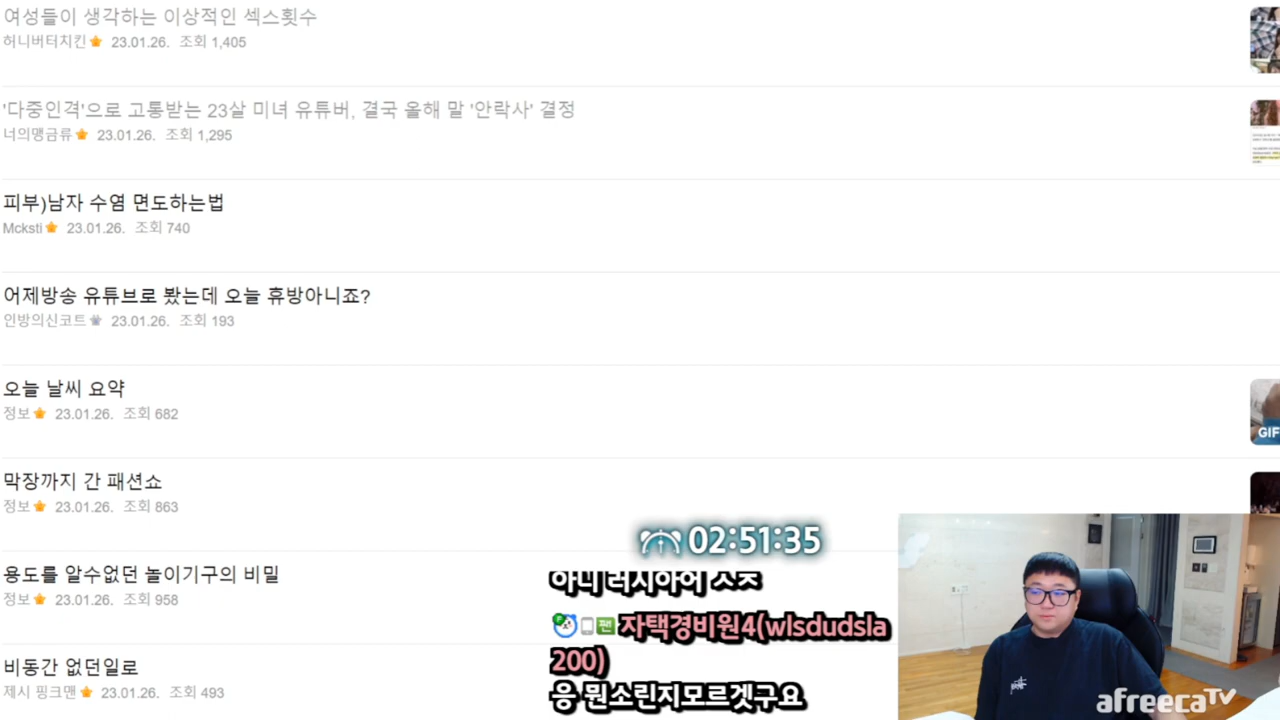 여성들이 생각하는 이상적인 섹스횟수
허니버터치킨 23.01.26. 조회 1,405
'다중인격'으로 고통받는 23살 미녀 유튜버, 결국 올해 말 '안락사' 결정
너의맹금류 23.01.26. 조회 1,295
피부)남자 수염 면도하는법
Mcksti 23.01.26. 조회 740
어제방송 유튜브로 봤는데 오늘 휴방아니죠?
인방의신코트 23.01.26. 조회 193
오늘 날씨 요약
정보 23.01.26. 조회 682
GIF
막장까지 간 패션쇼
정보 23.01.26. 조회 863
02:51:35
용도를 알수없던 놀이기구의 비밀
정보 23.01.26. 조회 958
아니 러시아어 ㅈㅈ
팬 자택경비원4(wlsdudsla
200)
응 뭔소린지모르겟구요
비동간 없던일로
제시 핑크맨 23.01.26. 조회 493
afreecaTV